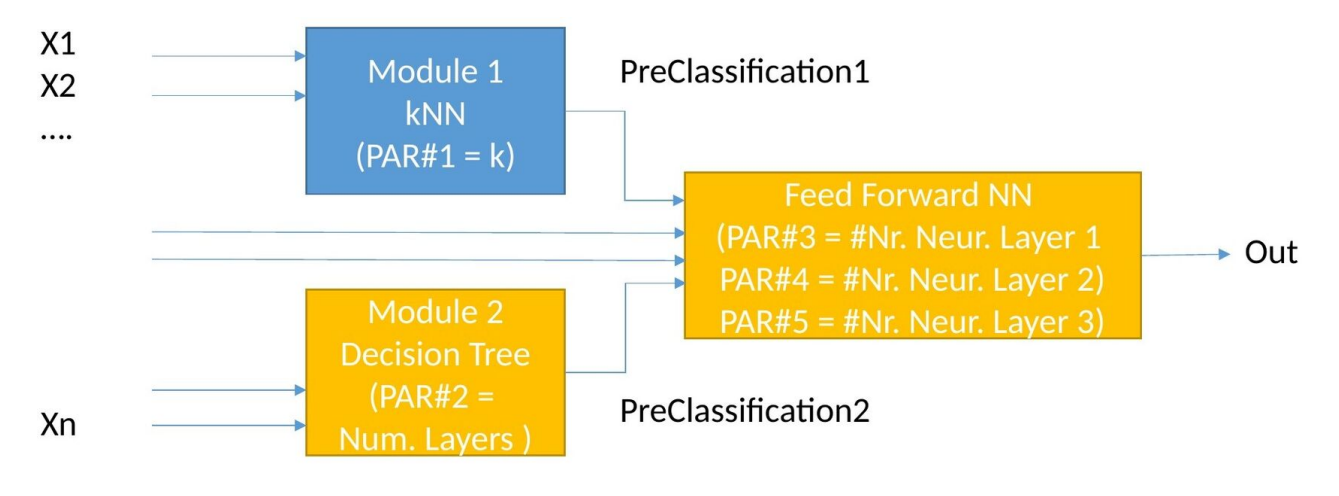 X1
X2
....
Module 1
kNN
(PAR#1 = k)
PreClassification1
Feed Forward NN
(PAR#3 = #Nr. Neur. Layer 1
PAR#4 = #Nr. Neur. Layer 2)
PAR#5 = #Nr. Neur. Layer 3)
Out
Module 2
Decision Tree
(PAR#2 =
Num. Layers )
PreClassification2
Xn